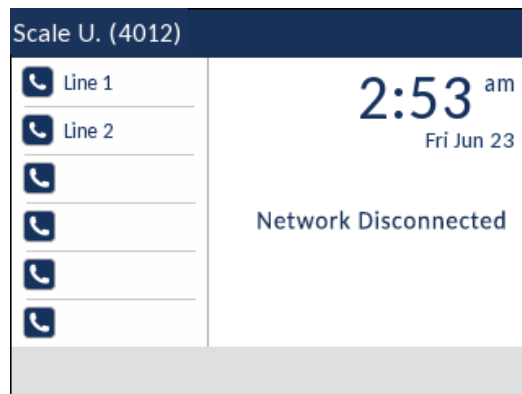 Scale U. (4012)
Line 1
Line 2
2:53 am
Fri Jun 23
Network Disconnected